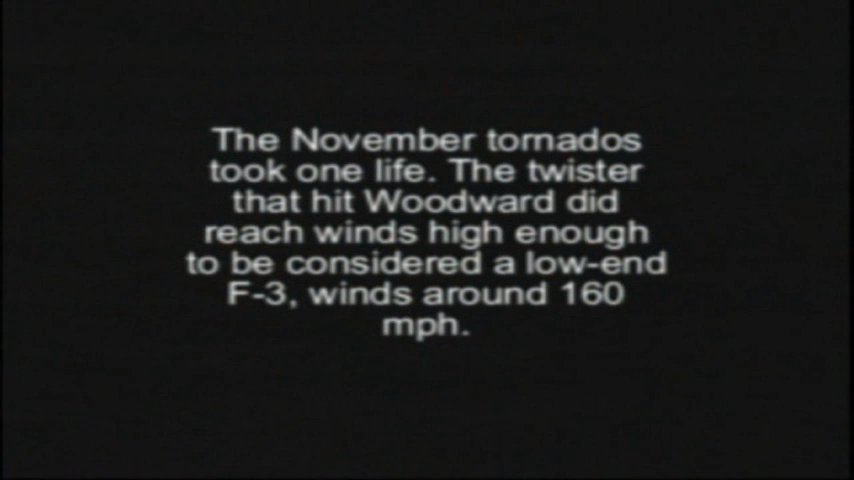 The November tornados
took one life. The twister
that hit Woodward did
reach winds high enough
to be considered a low-end
F-3, winds around 160
mph.